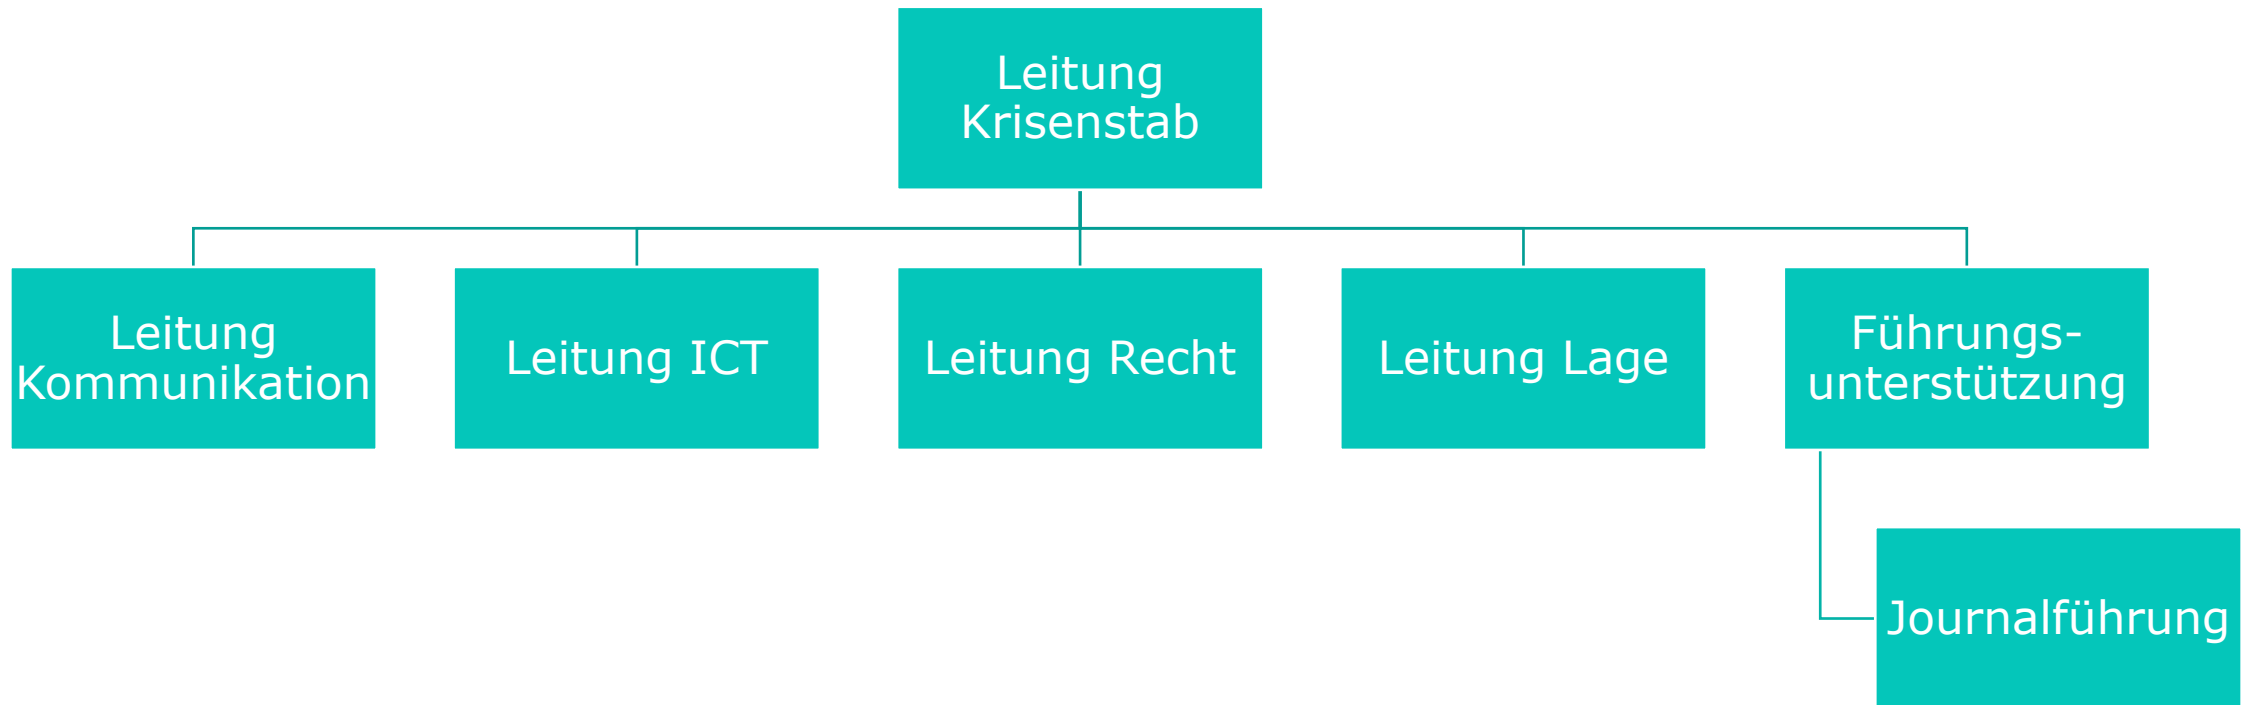 Leitung
Krisenstab
Leitung
Kommunikation
Leitung ICT
Leitung Recht
Leitung Lage
Führungs-
unterstützung
Journalführung